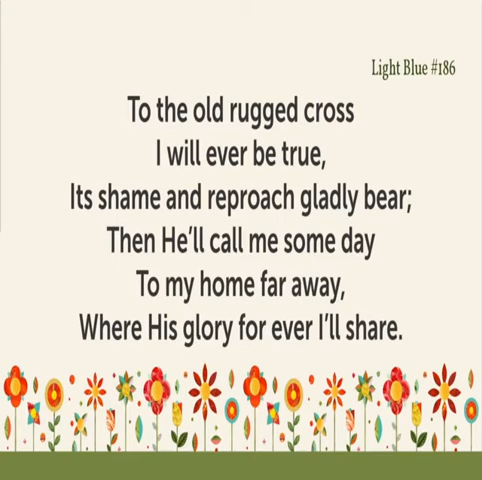 Light Blue #186
To the old rugged cross
I will ever be true,
Its shame and reproach gladly bear;
Then He'll call me some day
To my home far away,
Where His glory for ever I'll share.